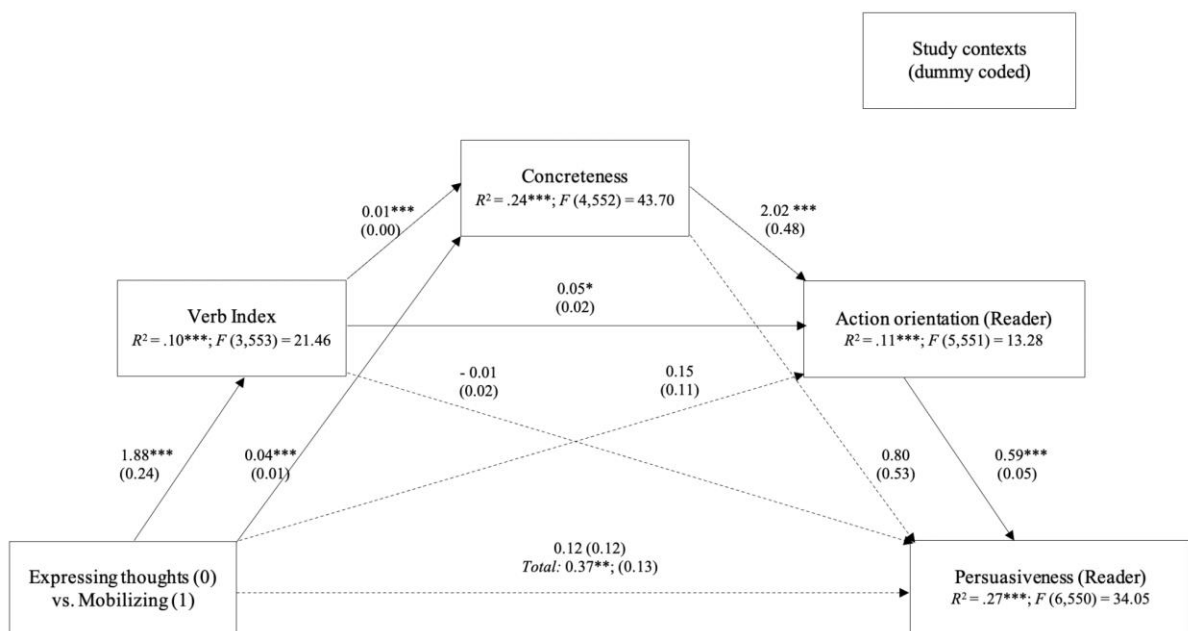 Study contexts
(dummy coded)
Concreteness
R² = .24***; F (4,552) = 43.70
0.01***
(0.00)
2.02 ***
(0.48)
Verb Index
R² = .10***; F (3,553) = 21.46
0.05*
(0.02)
Action orientation (Reader)
R² = .11***; F (5,551) = 13.28
- 0.01
(0.02)
0.15
(0.11)
1.88***
(0.24)
0.04***
(0.01)
0.80
(0.53)
0.59***
(0.05)
Expressing thoughts (0)
vs. Mobilizing (1)
0.12 (0.12)
Total: 0.37**; (0.13)
Persuasiveness (Reader)
R² = .27***; F (6,550) = 34.05